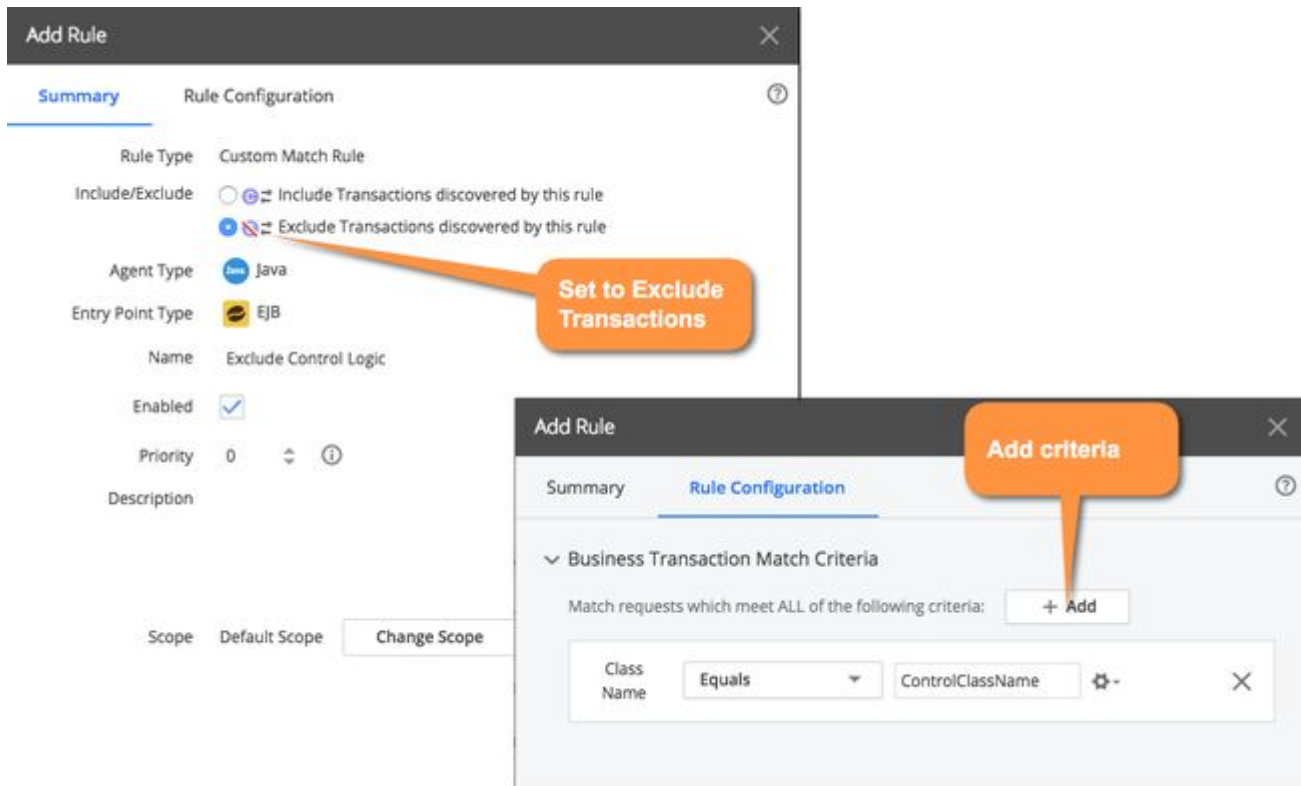 Add Rule
Summary
Rule Configuration
Rule Type
Custom Match Rule
Include/Exclude
Include Transactions discovered by this rule
Exclude Transactions discovered by this rule
Set to Exclude
Transactions
Agent Type
Java
Java
Entry Point Type
EJB
Name
Exclude Control Logic
Enabled
Priority
0
Description
Scope
Default Scope
Change Scope
Add Rule
Add criteria
Summary
Rule Configuration
Business Transaction Match Criteria
Match requests which meet ALL of the following criteria:
+ Add
Class
Name
Equals
ControlClassName